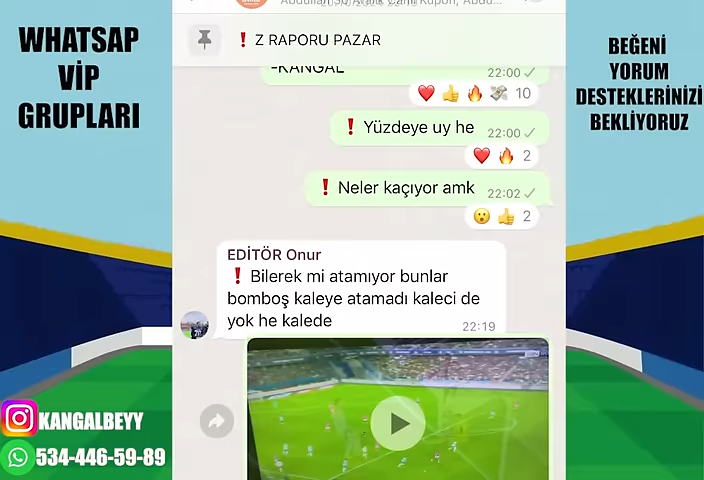 WHATSAP
VİP
GRUPLARI
❗ Z RAPORU PAZAR
-KANGAL
22:00
10
❗ Yüzdeye uy he
22:00
2
❗ Neler kaçıyor amk
22:02
2
EDİTÖR Onur
❗ Bilerek mi atamıyor bunlar
bomboş kaleye atamadı kaleci de
yok he kalede
22:19
BEĞENİ
YORUM
DESTEKLERİNİZİ
BEKLİYORUZ
KANGALBEYY
534-446-59-89